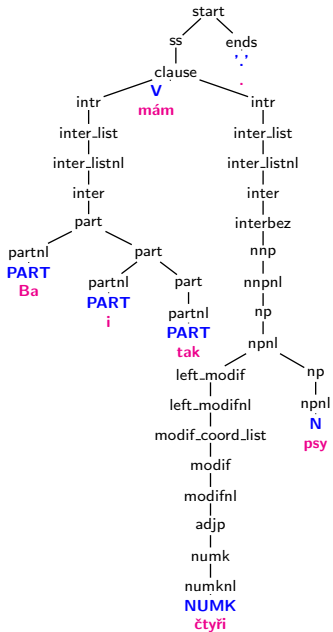 start
ss ends
'.'
clause .
V
intr mám intr
inter_list inter_list
inter_listnl inter_listnl
inter inter
part interbez
partnl part nnp
PART
Ba partnl part nnpnl
PART
i partnl np
PART
tak npnl
left_modif np
left_modifnl npnl
N
modif_coord_list psy
modif
modifnl
adjp
numk
numknl
NUMK
čtyři